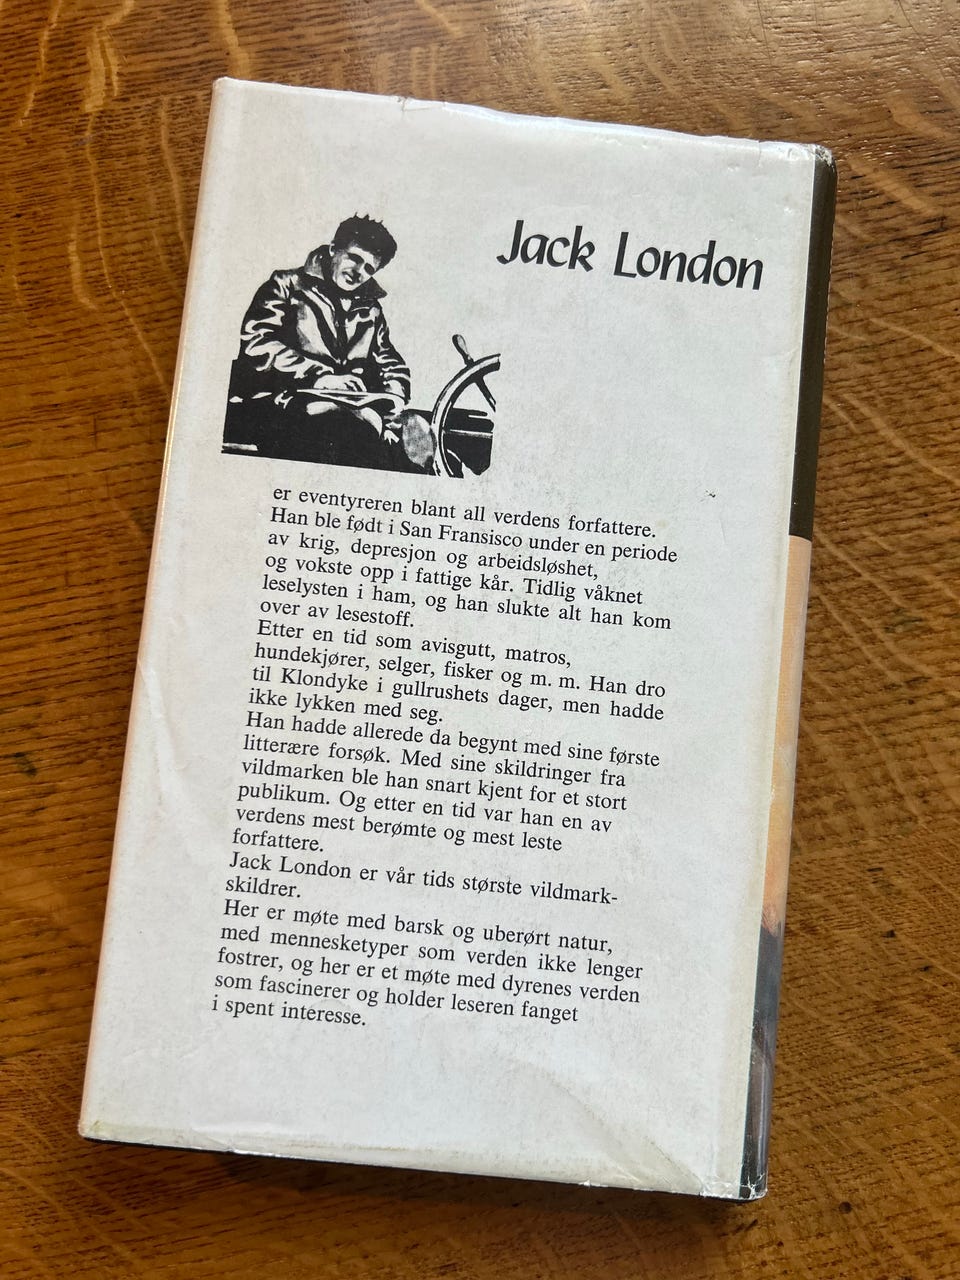 Jack London
er eventyreren blant all verdens forfattere.
Han ble født i San Fransisco under en periode
av krig, depresjon og arbeidsløshet,
og vokste opp i fattige kår. Tidlig våknet
leselysten i ham, og han slukte alt han kom
over av lesestoff.
Etter en tid som avisgutt, matros,
hundekjører, selger, fisker og m. m. Han dro
til Klondyke i gullrushets dager, men hadde
ikke lykken med seg.
Han hadde allerede da begynt med sine første
litterære forsøk. Med sine skildringer fra
vildmarken ble han snart kjent for et stort
publikum. Og etter en tid var han en av
verdens mest berømte og mest leste
forfattere.
Jack London er vår tids største vildmark-
skildrer.
Her er møte med barsk og uberørt natur,
med mennesketyper som verden ikke lenger
fostrer, og her er et møte med dyrenes verden
som fascinerer og holder leseren fanget
i spent interesse.